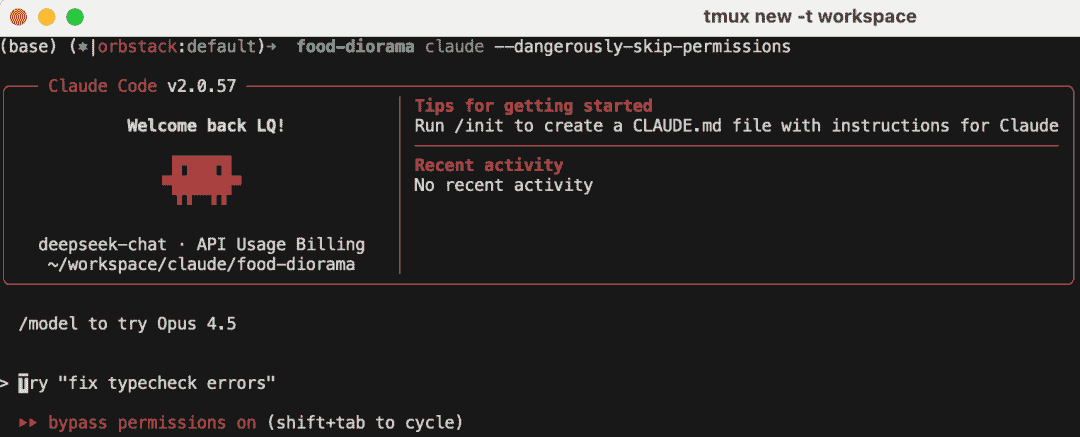 tmux new -t workspace
(base) (✱|orbstack:default)→ food-diorama claude --dangerously-skip-permissions
Claude Code v2.0.57
Welcome back LQ!
deepseek-chat · API Usage Billing
~/workspace/claude/food-diorama
Tips for getting started
Run /init to create a CLAUDE.md file with instructions for Claude
Recent activity
No recent activity
/model to try Opus 4.5
> Try "fix typecheck errors"
▸▸ bypass permissions on (shift+tab to cycle)